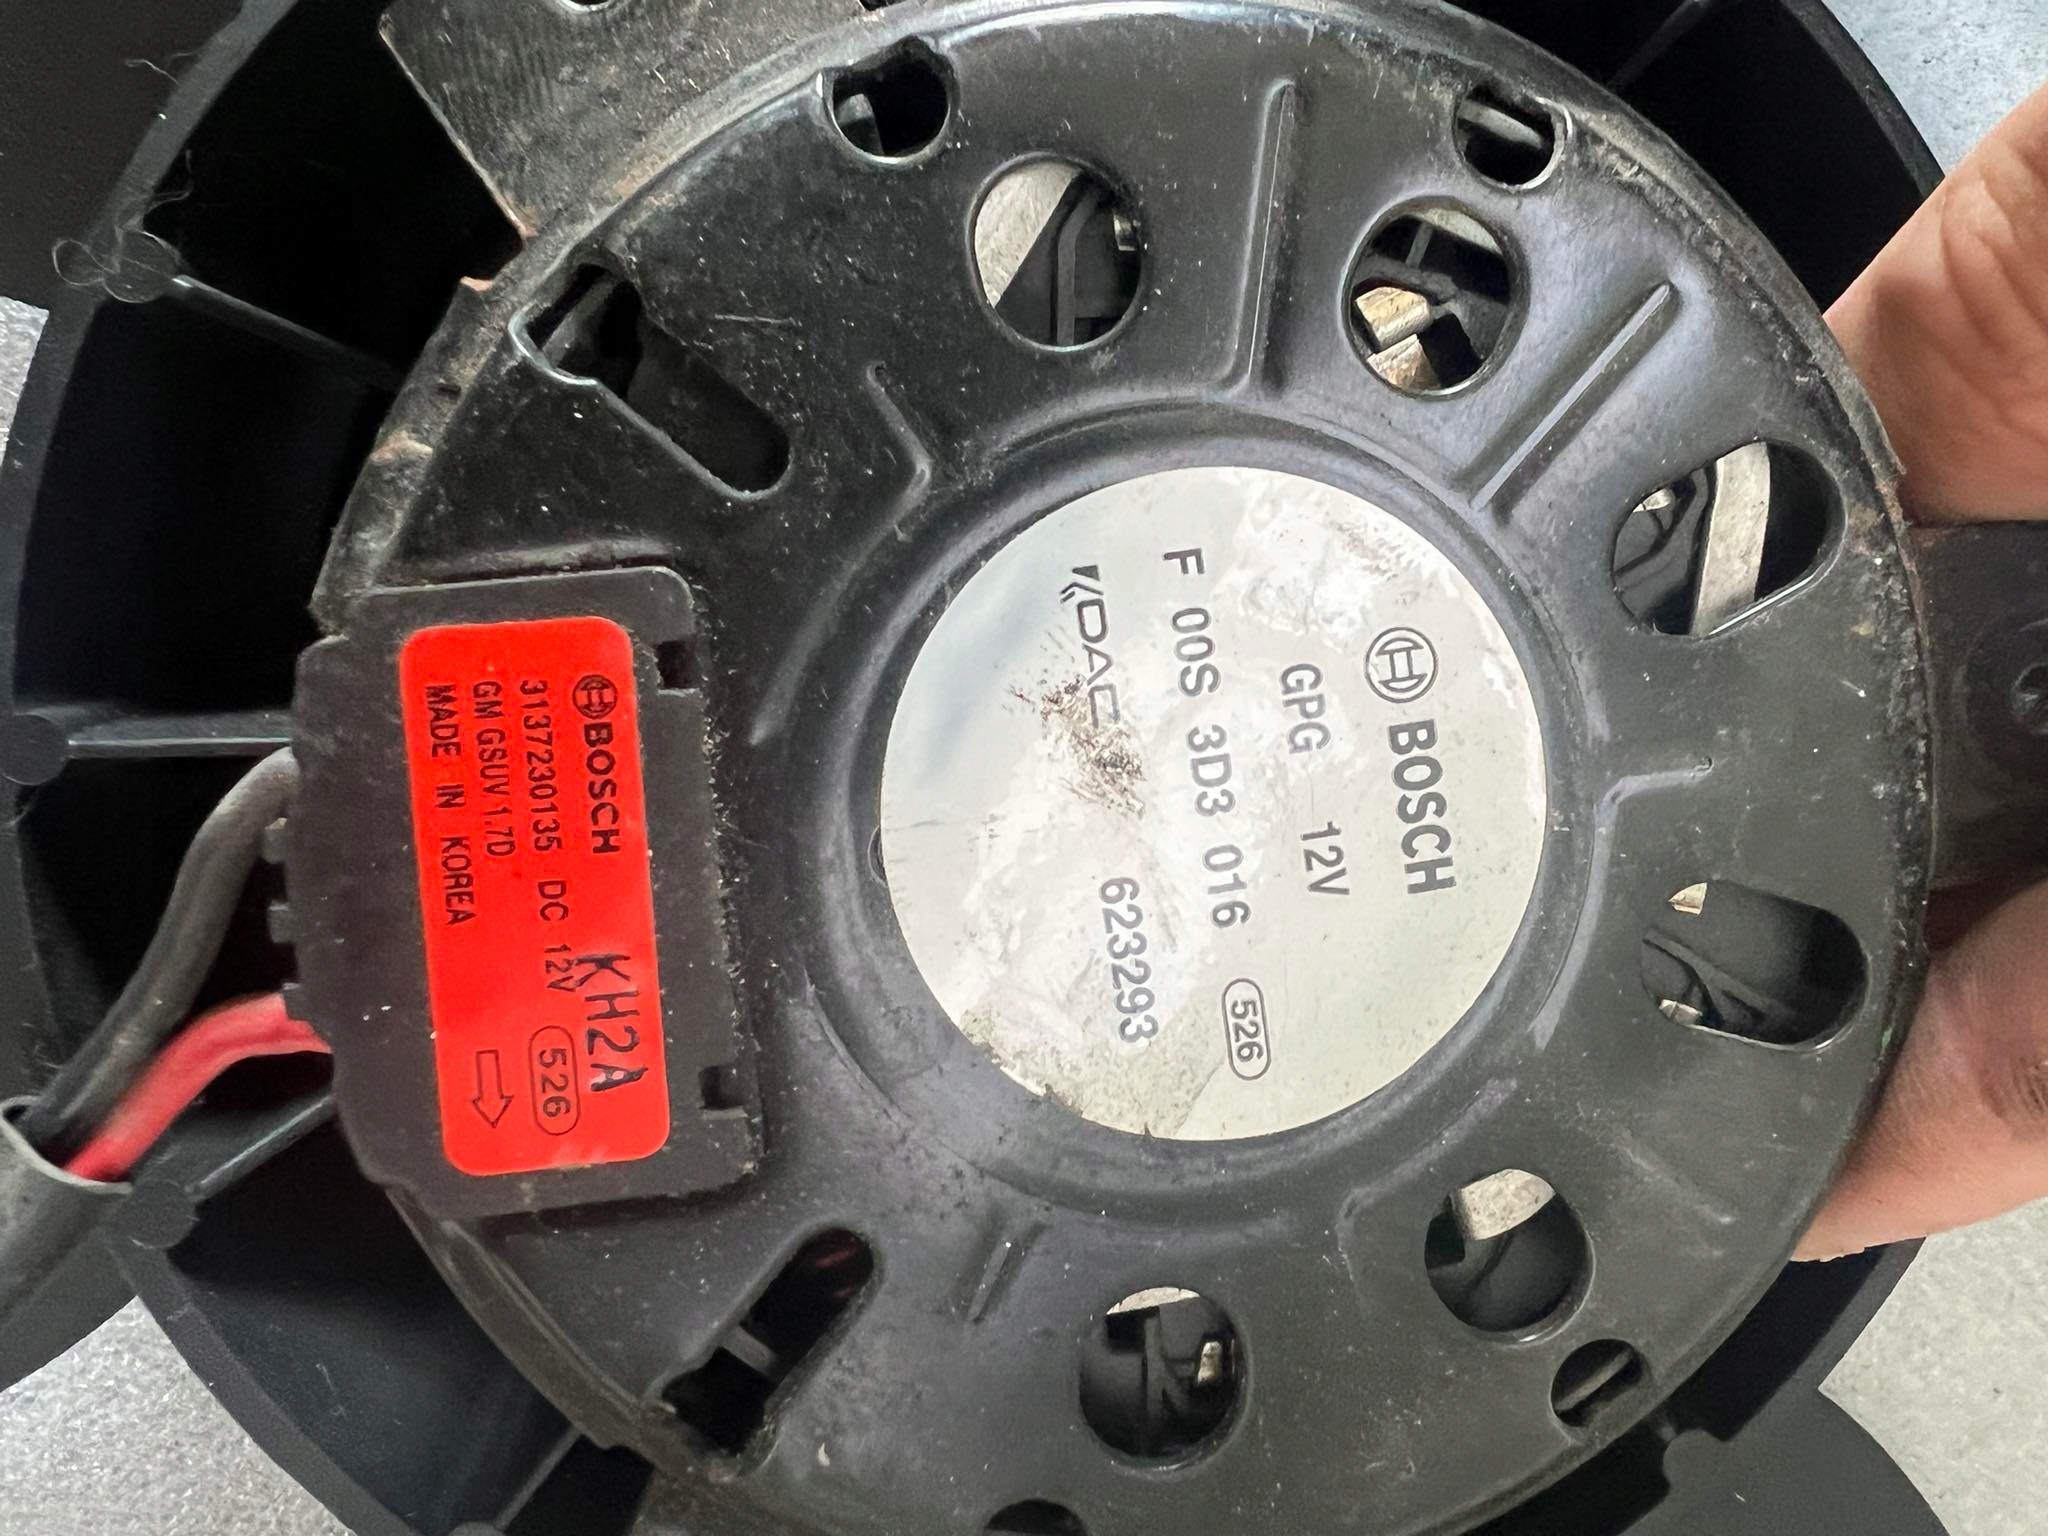 BOSCH
GPG 12V
F 00S 3D3 016 526
KDAC 623293
BOSCH KH2A
3137230135 DC 12V 526
GM GSUV 1.7D
MADE IN KOREA